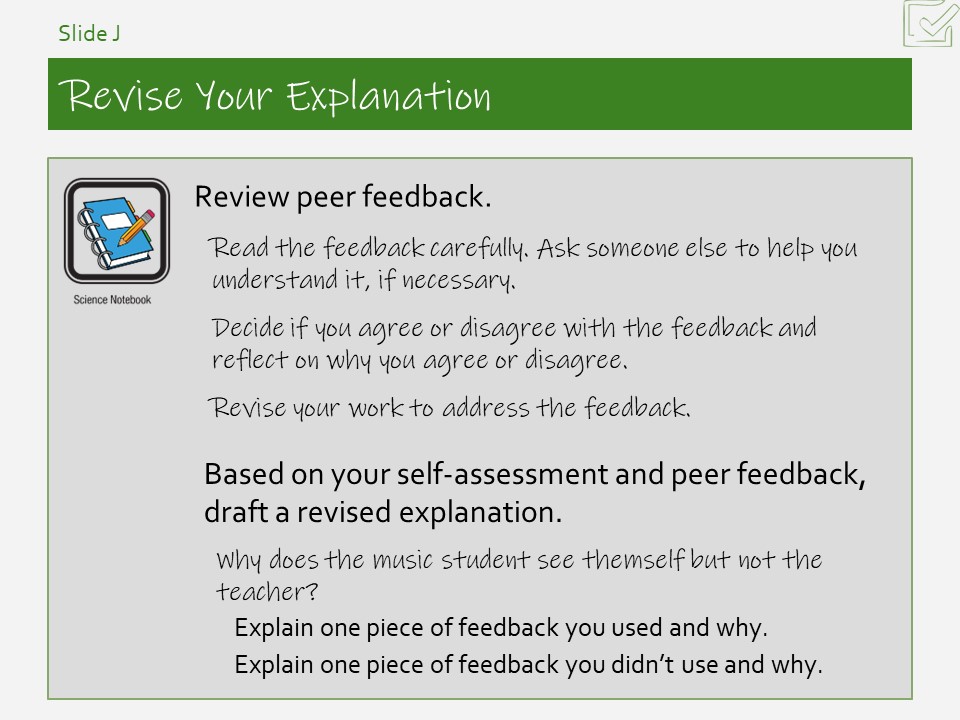 Slide J
Revise Your Explanation
Science Notebook
Review peer feedback.
Read the feedback carefully. Ask someone else to help you
understand it, if necessary.
Decide if you agree or disagree with the feedback and
reflect on why you agree or disagree.
Revise your work to address the feedback.
Based on your self-assessment and peer feedback,
draft a revised explanation.
Why does the music student see themself but not the
teacher?
Explain one piece of feedback you used and why.
Explain one piece of feedback you didn’t use and why.